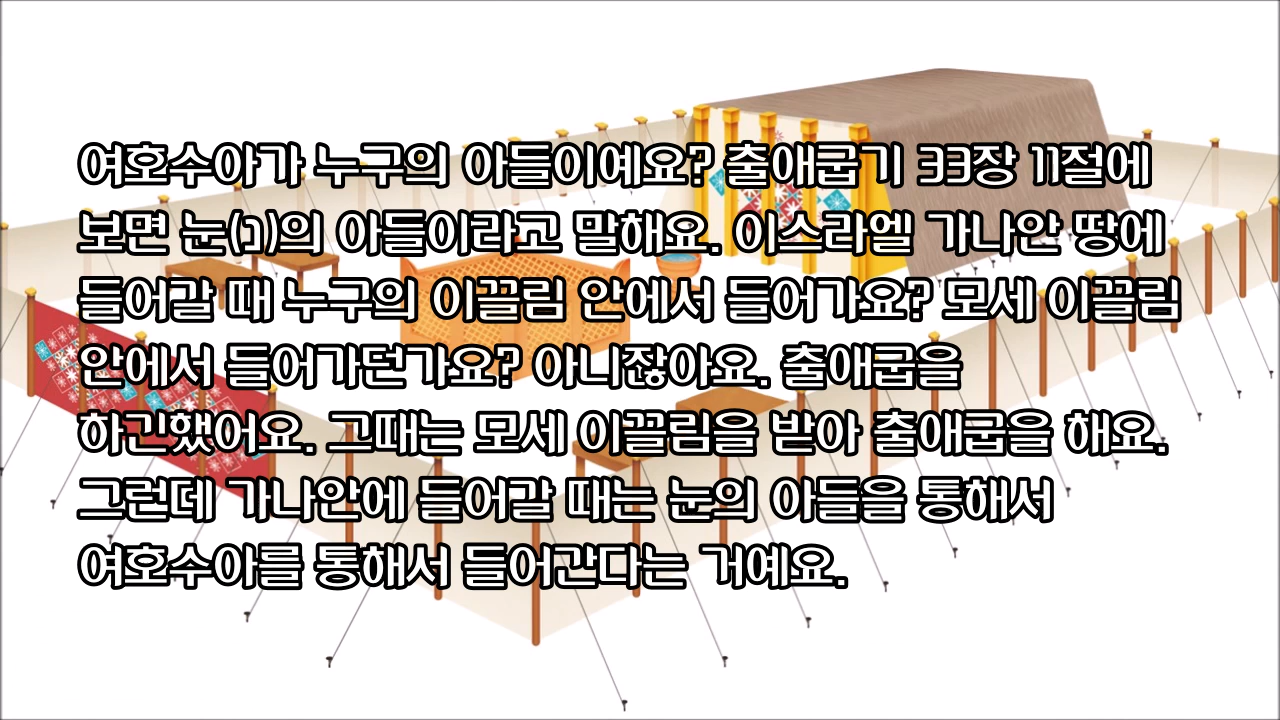 여호수아가 누구의 아들이예요? 출애굽기 33장 11절에
보면 눈(נ)의 아들이라고 말해요. 이스라엘 가나안 땅에
들어갈 때 누구의 이끌림 안에서 들어가요? 모세 이끌림
안에서 들어가던가요? 아니잖아요. 출애굽을
하긴했어요. 그때는 모세 이끌림을 받아 출애굽을 해요.
그런데 가나안에 들어갈 때는 눈의 아들을 통해서
여호수아를 통해서 들어간다는 거예요.